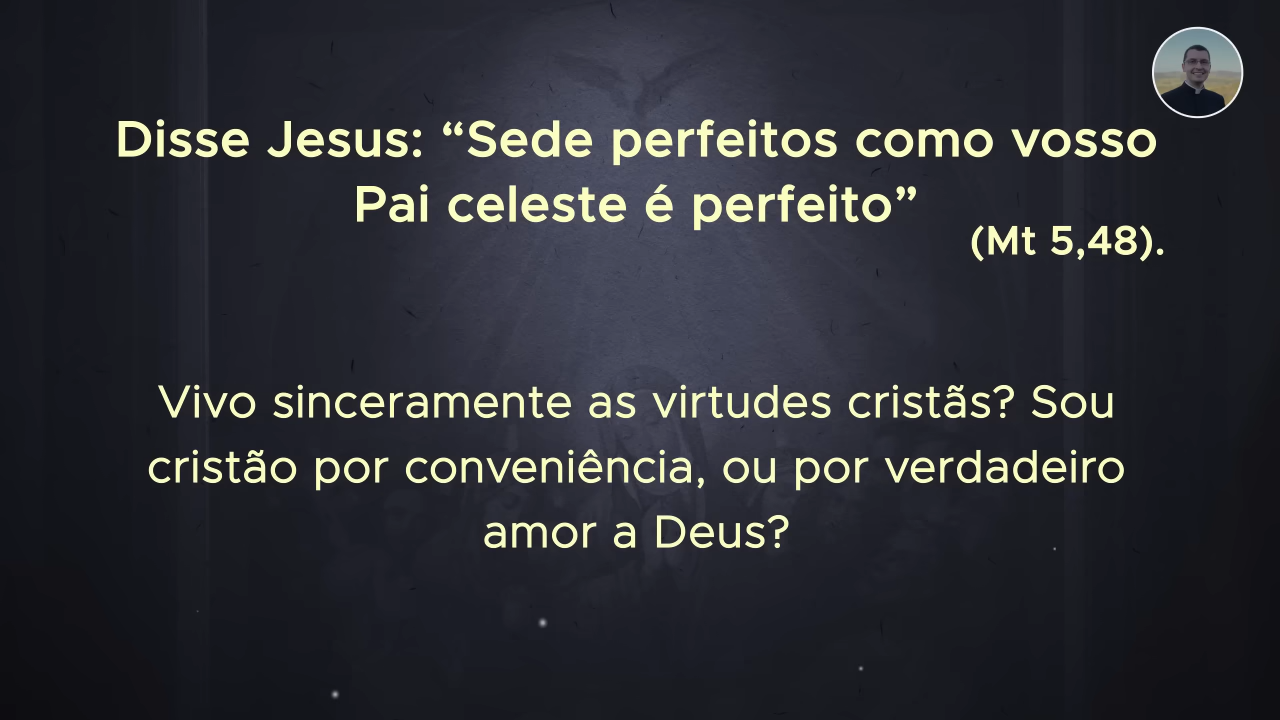 Disse Jesus: “Sede perfeitos como vosso
Pai celeste é perfeito”
(Mt 5,48).
Vivo sinceramente as virtudes cristãs? Sou
cristão por conveniência, ou por verdadeiro
amor a Deus?